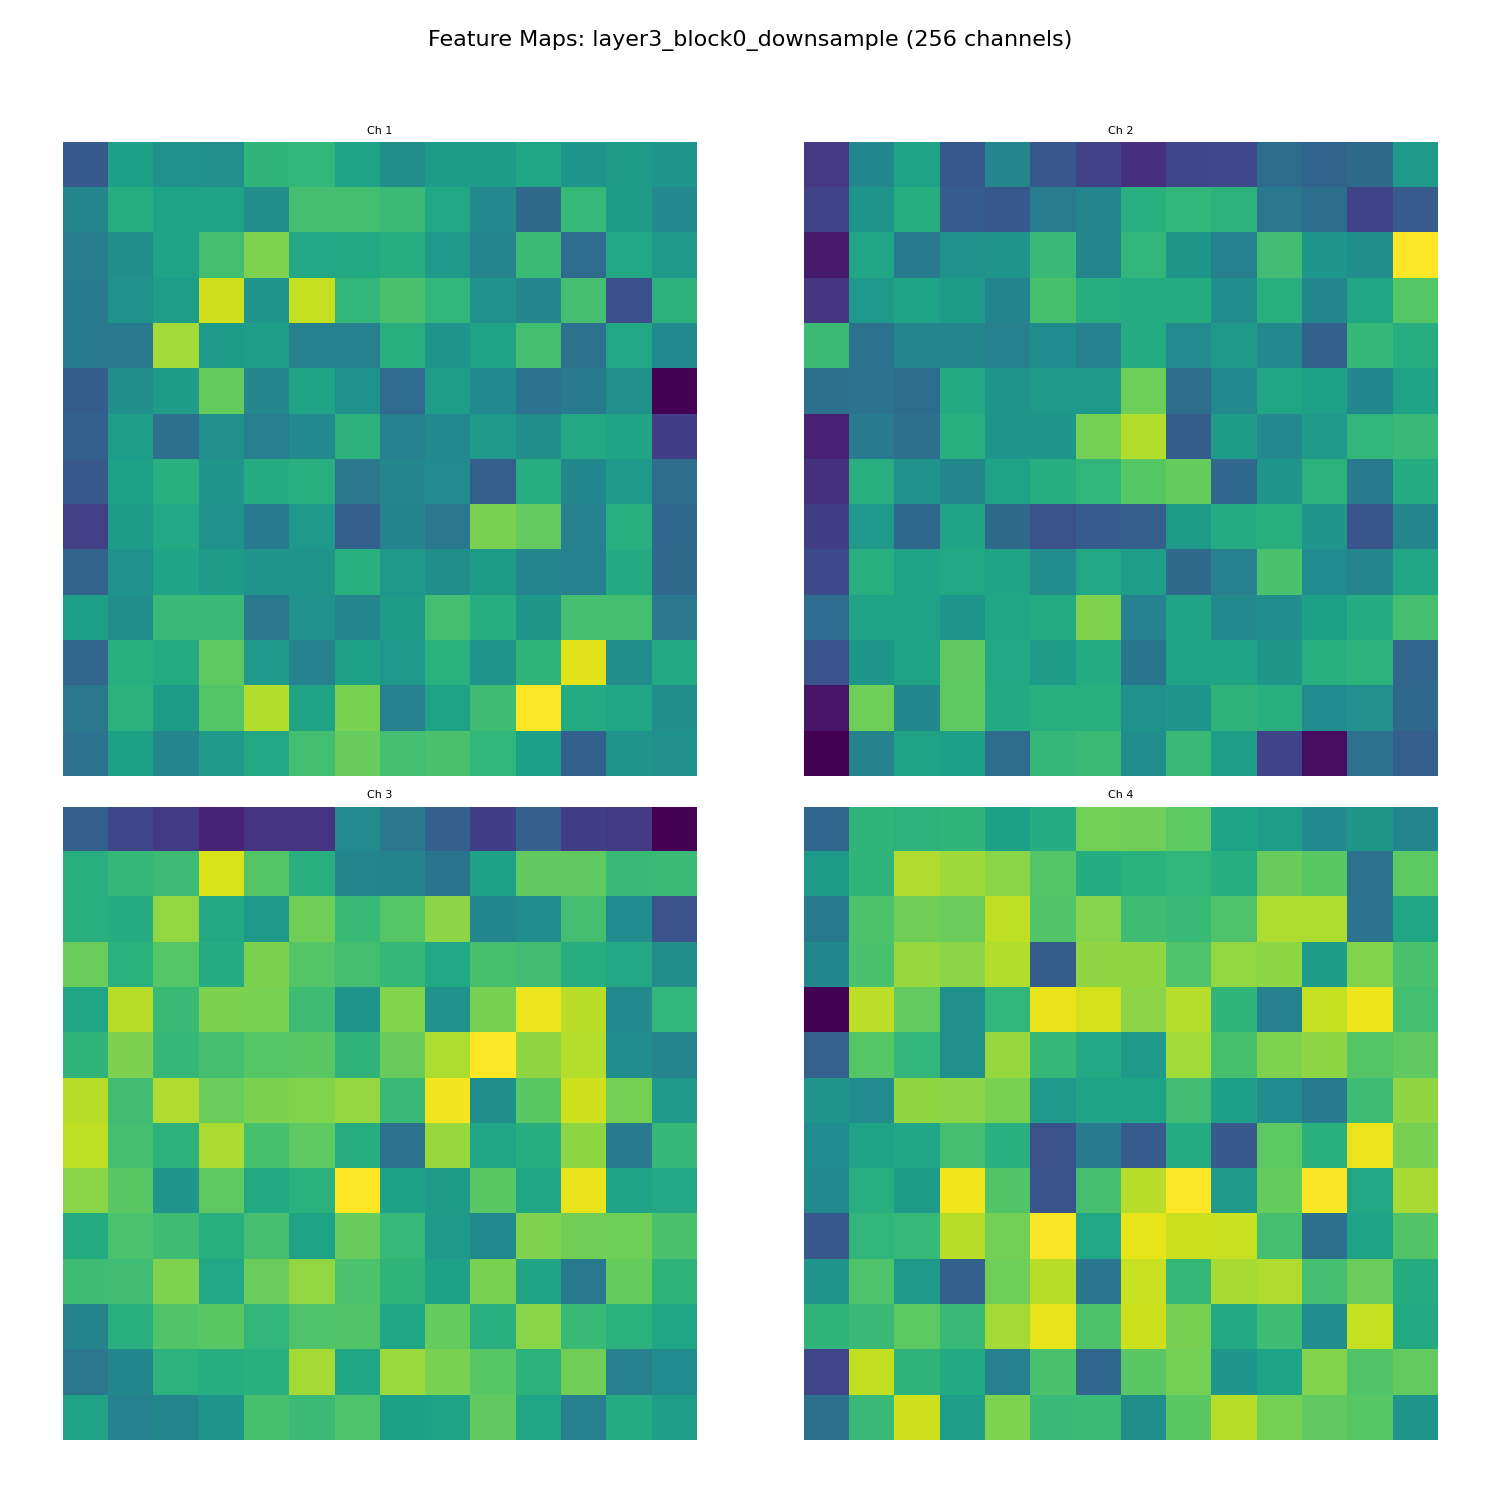 Feature Maps: layer3_block0_downsample (256 channels)
Ch 1
Ch 2
Ch 3
Ch 4